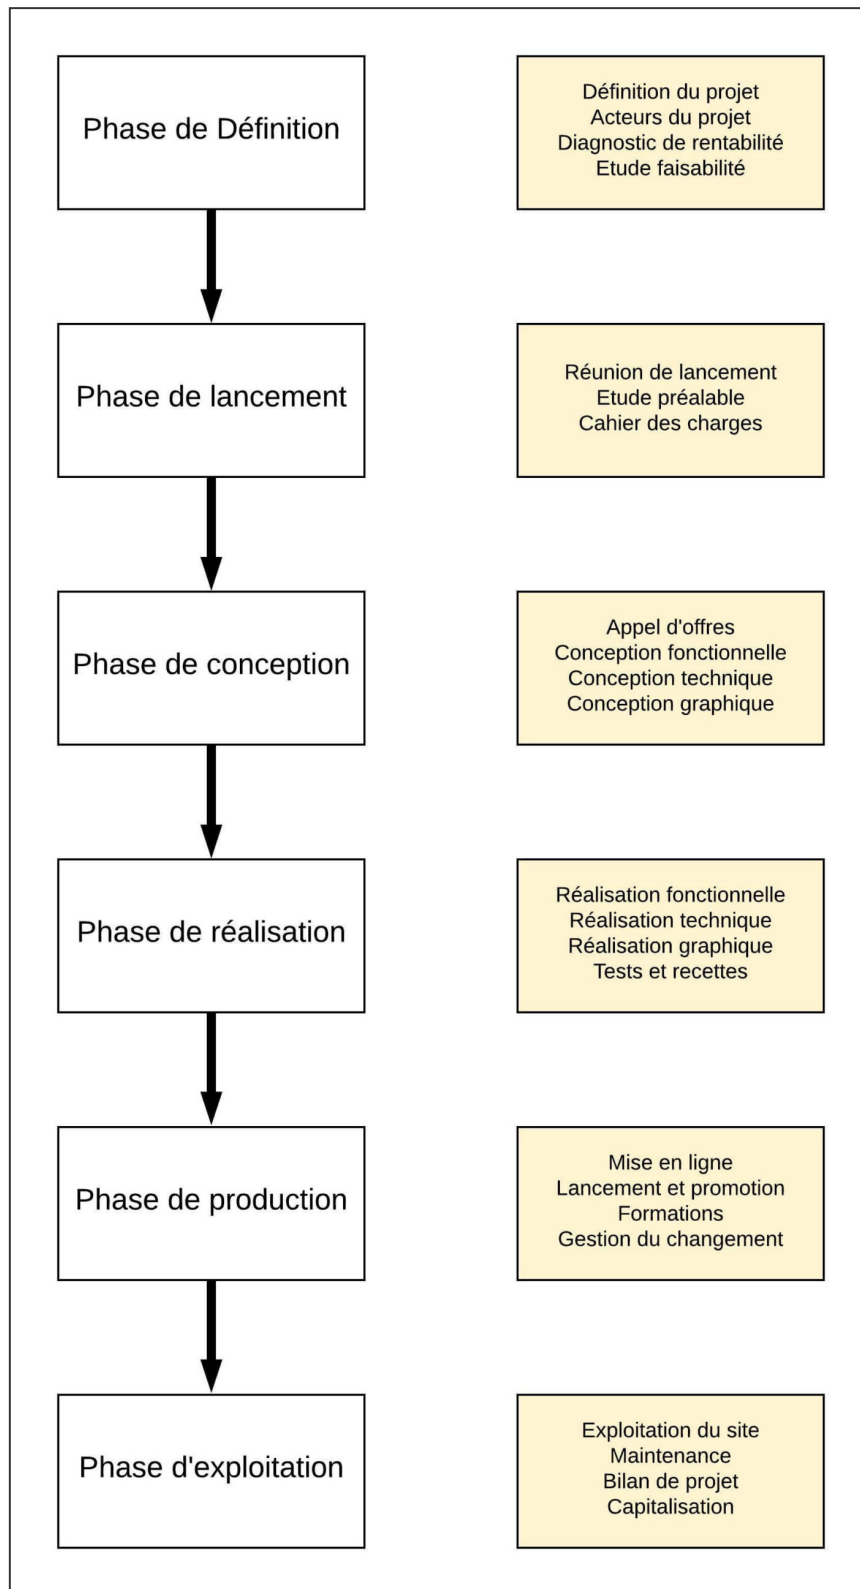 Phase de Définition
Définition du projet
Acteurs du projet
Diagnostic de rentabilité
Etude faisabilité
Phase de lancement
Réunion de lancement
Etude préalable
Cahier des charges
Phase de conception
Appel d'offres
Conception fonctionnelle
Conception technique
Conception graphique
Phase de réalisation
Réalisation fonctionnelle
Réalisation technique
Réalisation graphique
Tests et recettes
Phase de production
Mise en ligne
Lancement et promotion
Formations
Gestion du changement
Phase d'exploitation
Exploitation du site
Maintenance
Bilan de projet
Capitalisation